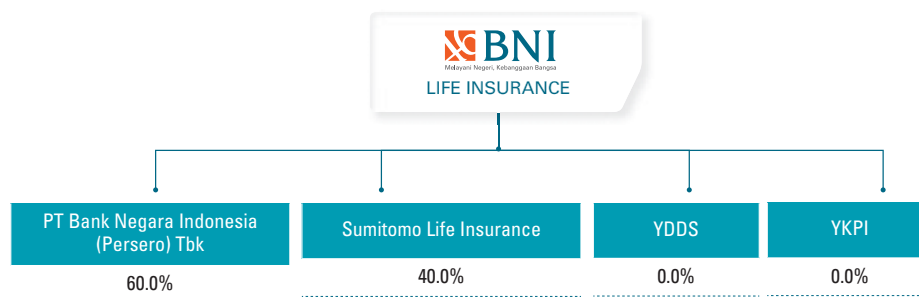 BNI
Melayani Negeri, Kebanggaan Bangsa
LIFE INSURANCE
PT Bank Negara Indonesia
(Persero) Tbk
Sumitomo Life Insurance
YDDS
YKPI
60.0%
40.0%
0.0%
0.0%